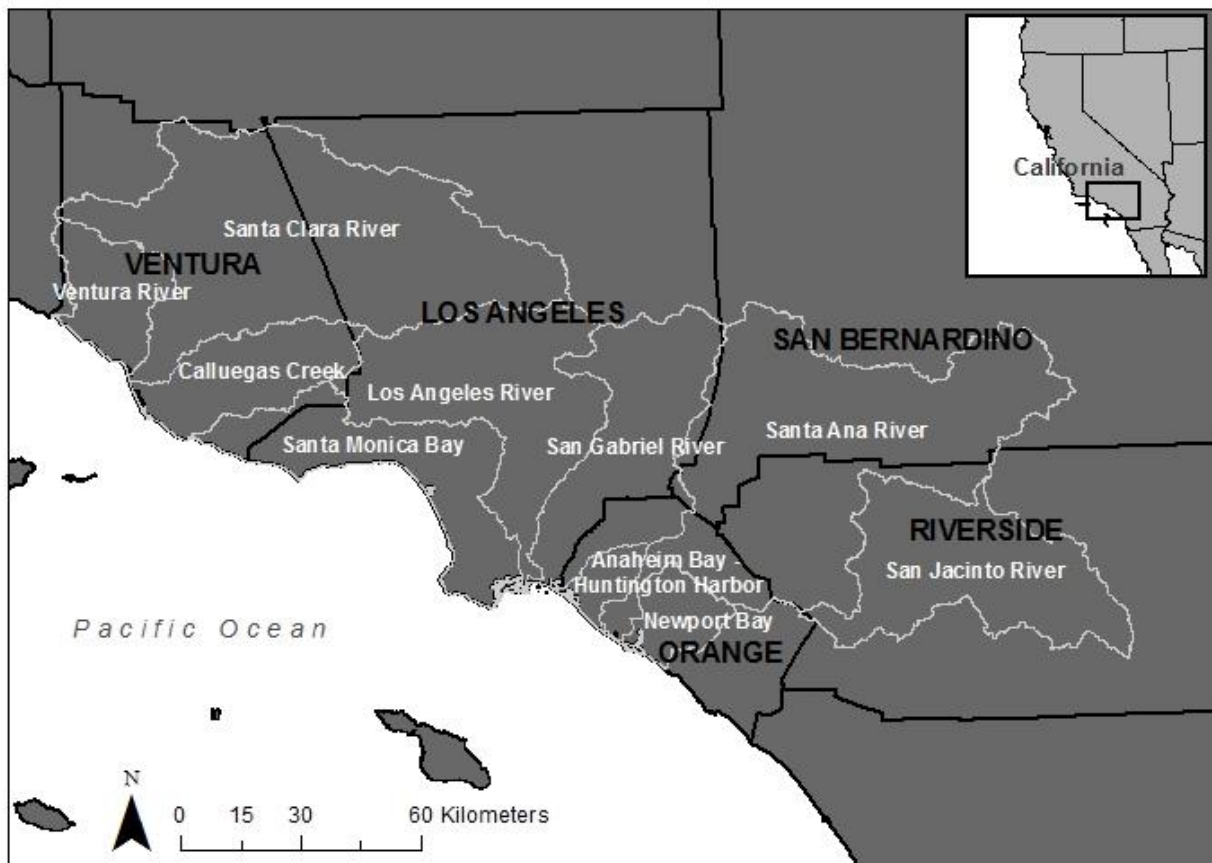 California
Santa Clara River
VENTURA
Ventura River
LOS ANGELES
SAN BERNARDINO
Calluegas Creek
Los Angeles River
Santa Monica Bay
San Gabriel River
Santa Ana River
RIVERSIDE
San Jacinto River
Anaheim Bay -
Huntington Harbor
Newport Bay
ORANGE
Pacific Ocean
N
0 15 30 60 Kilometers